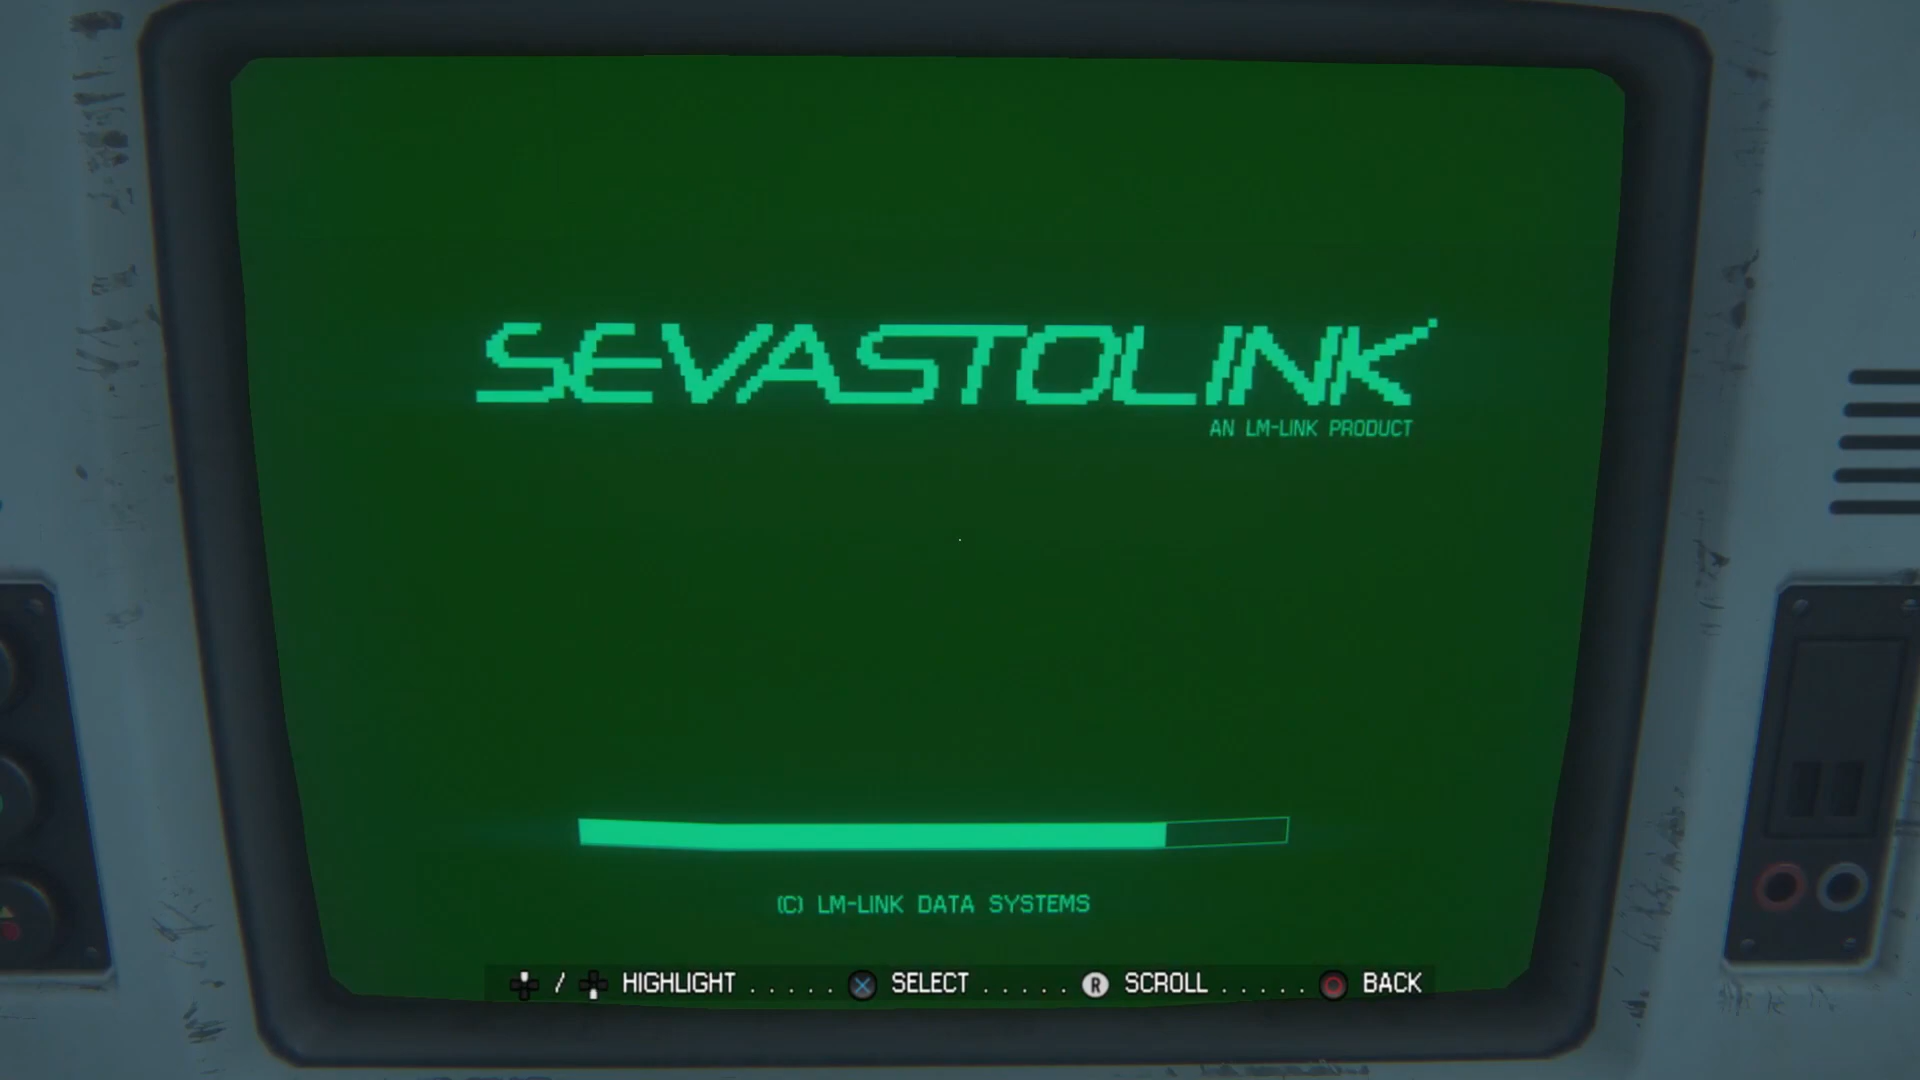 SEVASTOLINK
AN LM-LINK PRODUCT
(C) LM-LINK DATA SYSTEMS
/ HIGHLIGHT ..... SELECT ..... R SCROLL ..... BACK